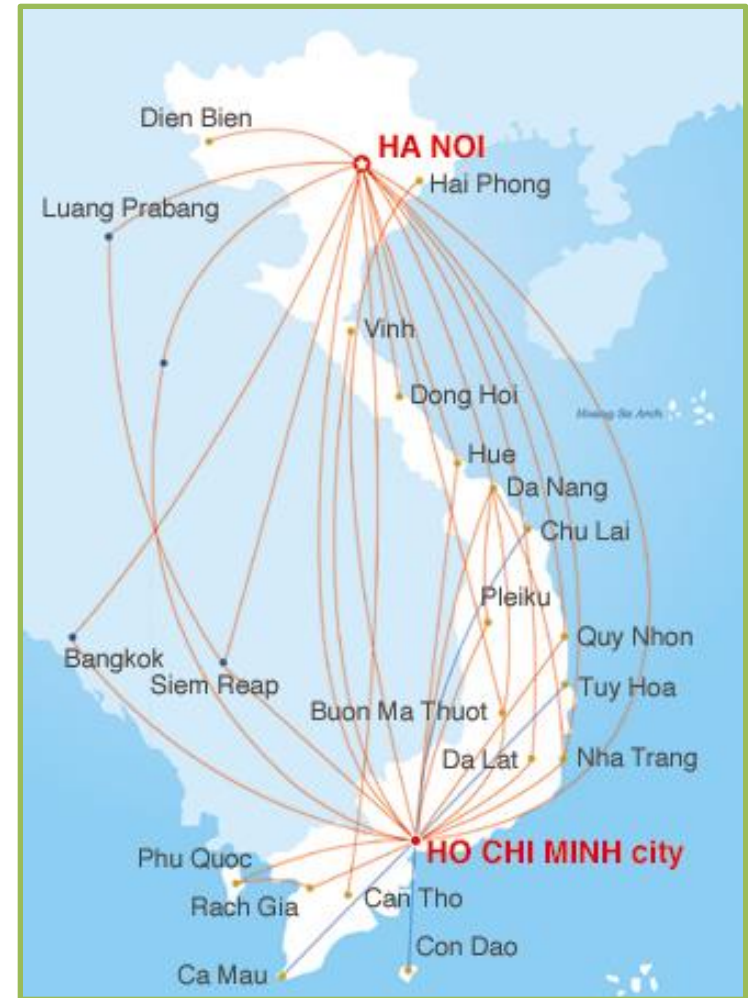 Dien Bien
HA NOI
Hai Phong
Luang Prabang
Vinh
Dong Hoi
Hue
Da Nang
Chu Lai
Pleiku
Quy Nhon
Bangkok
Siem Reap
Tuy Hoa
Buon Ma Thuot
Da Lat
Nha Trang
HO CHI MINH city
Phu Quoc
Rach Gia
Can Tho
Con Dao
Ca Mau